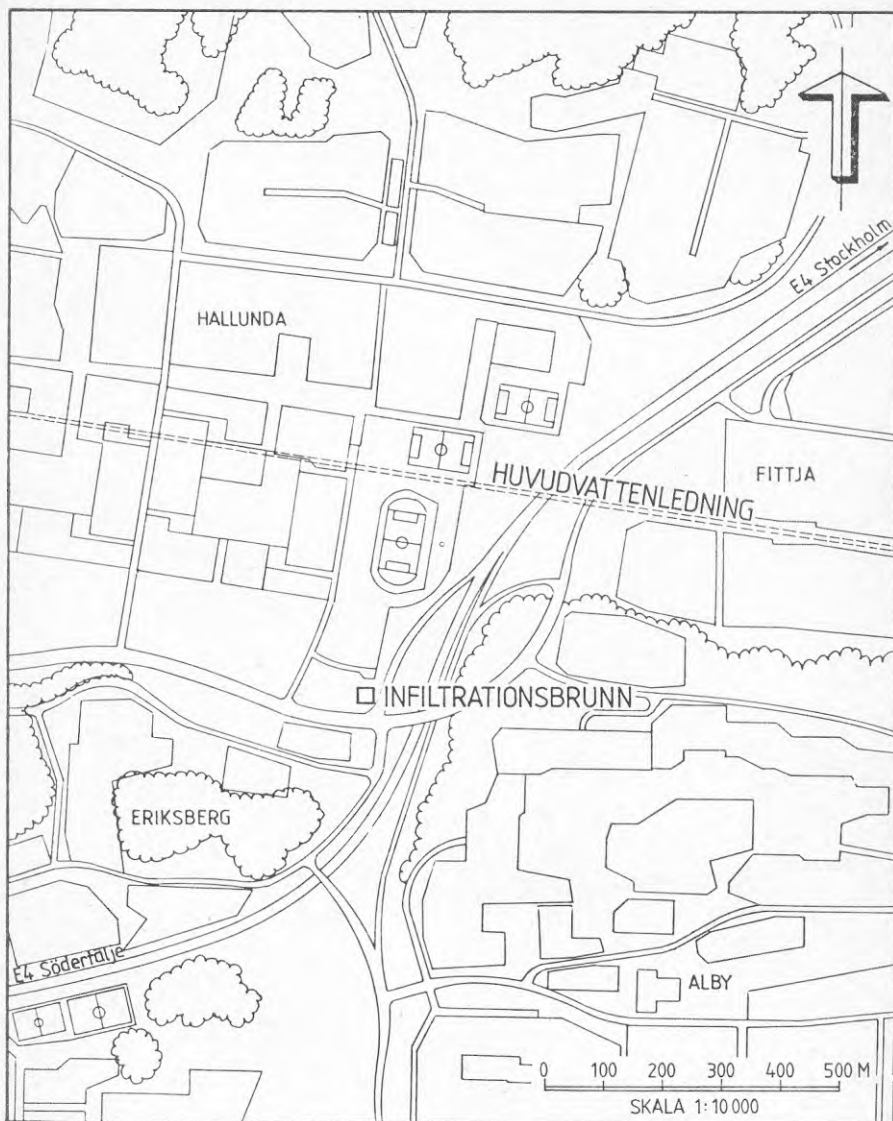 E4 Stockholm
HALLUNDA
HUVUDVATTENLEDNING
FITTJA
INFILTRATIONSBRUNN
ERIKSBERG
E4 Södertälje
ALBY
0 100 200 300 400 500 M
SKALA 1:10 000